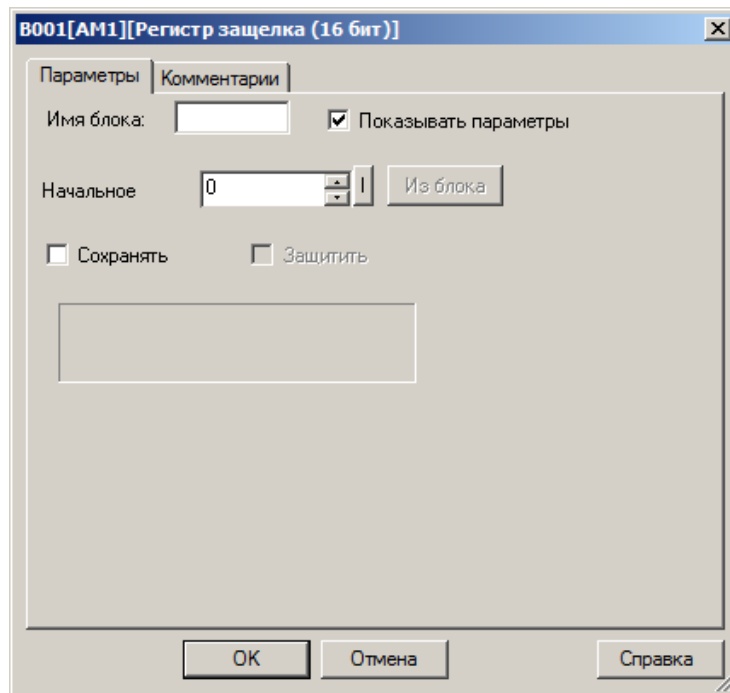 B001[AM1][Регистр защелка (16 бит)]
Параметры Комментарии
Имя блока: Показывать параметры
Начальное 0 I Из блока
Сохранять Защитить
OK Отмена Справка